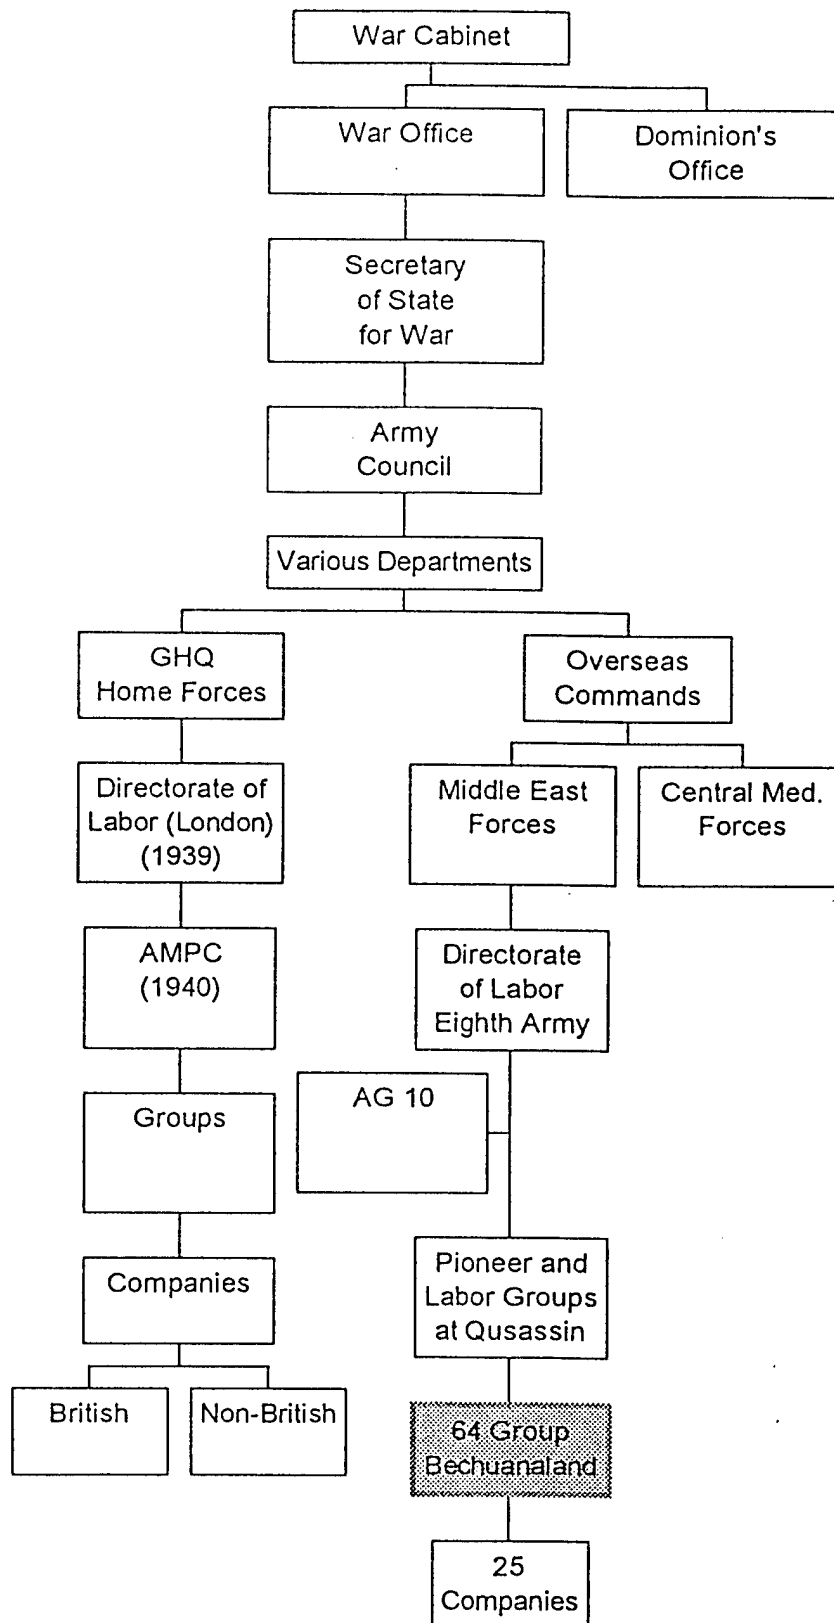 War Cabinet
War Office
Dominion's
Office
Secretary
of State
for War
Army
Council
Various Departments
GHQ
Home Forces
Overseas
Commands
Directorate of
Labor (London)
(1939)
Middle East
Forces
Central Med.
Forces
AMPC
(1940)
Directorate
of Labor
Eighth Army
AG 10
Groups
Companies
Pioneer and
Labor Groups
at Qusassin
British
Non-British
64 Group
Bechuanaland
25
Companies